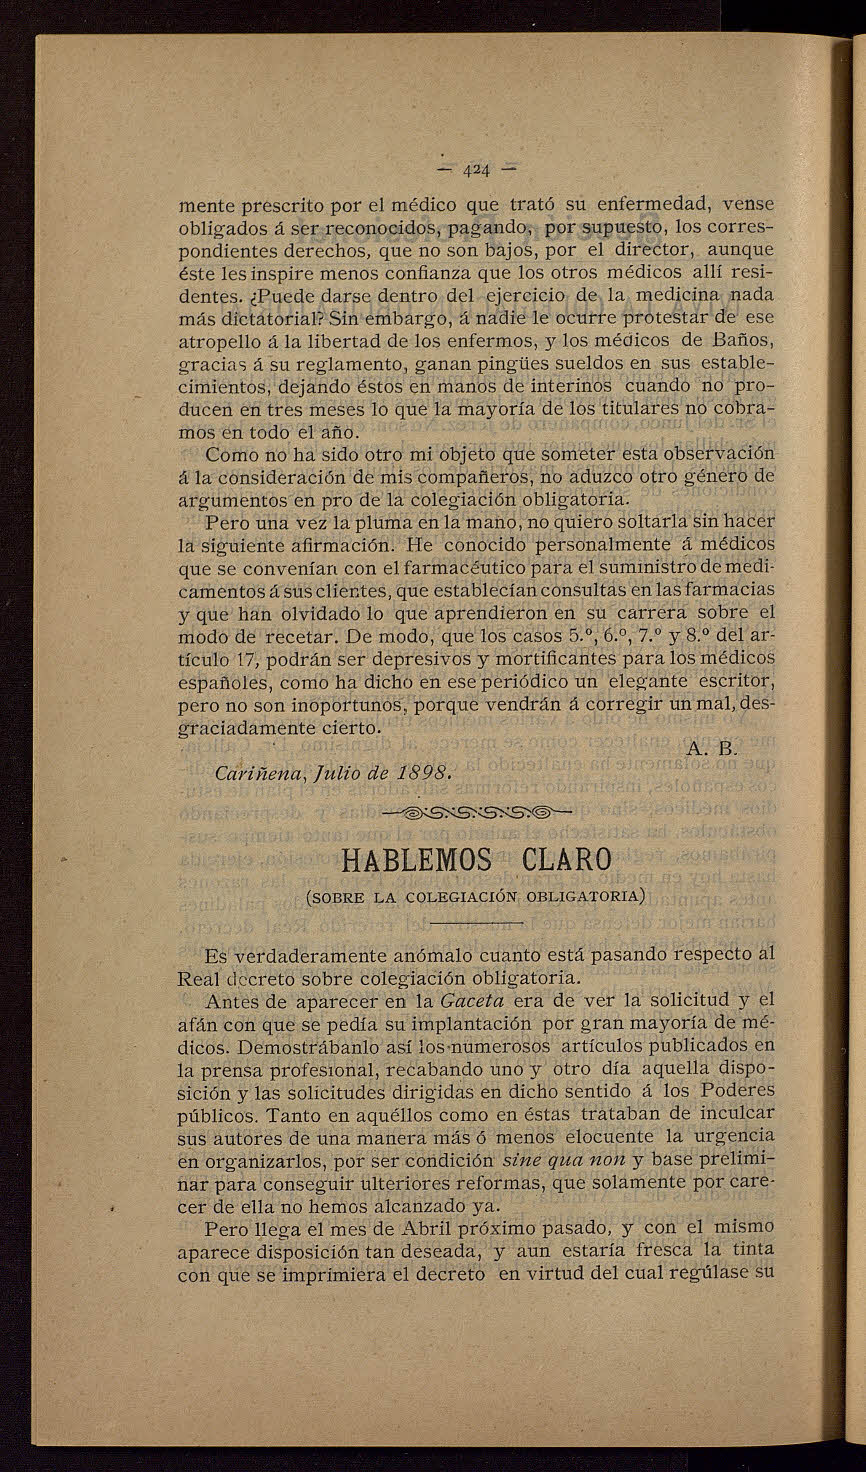 — 424 —
mente prescrito por el médico que trató su enfermedad, vense
obligados á ser reconocidos, pagando, por supuesto, los corres-
pondientes derechos, que no son bajos, por el director, aunque
éste les inspire menos confianza que los otros médicos allí resi-
dentes. ¿Puede darse dentro del ejercicio de la medicina nada
más dictatorial? Sin embargo, á nadie le ocurre protestar de ese
atropello á la libertad de los enfermos, y los médicos de Baños,
gracias á su reglamento, ganan pingües sueldos en sus estable-
cimientos, dejando éstos en manos de interinos cuando no pro-
ducen en tres meses lo que la mayoría de los titulares no cobra-
mos en todo el año.
Como no ha sido otro mi objeto que someter esta observación
á la consideración de mis compañeros, no aduzco otro género de
argumentos en pro de la colegiación obligatoria.
Pero una vez la pluma en la mano, no quiero soltarla sin hacer
la siguiente afirmación. He conocido personalmente á médicos
que se convenían con el farmacéutico para el suministro de medi-
camentos á sus clientes, que establecían consultas en las farmacias
y que han olvidado lo que aprendieron en su carrera sobre el
modo de recetar. De modo, que los casos 5.º, 6.º, 7.º y 8.º del ar-
tículo 17, podrán ser depresivos y mortificantes para los médicos
españoles, como ha dicho en ese periódico un elegante escritor,
pero no son inoportunos, porque vendrán á corregir un mal, des-
graciadamente cierto.
A. B.
Cariñena, Julio de 1898.
HABLEMOS CLARO
(SOBRE LA COLEGIACIÓN OBLIGATORIA)
Es verdaderamente anómalo cuanto está pasando respecto al
Real decreto sobre colegiación obligatoria.
Antes de aparecer en la Gaceta era de ver la solicitud y el
afán con que se pedía su implantación por gran mayoría de mé-
dicos. Demostrábanlo así los numerosos artículos publicados en
la prensa profesional, recabando uno y otro día aquella dispo-
sición y las solicitudes dirigidas en dicho sentido á los Poderes
públicos. Tanto en aquéllos como en éstas trataban de inculcar
sus autores de una manera más ó menos elocuente la urgencia
en organizarlos, por ser condición sine qua non y base prelimi-
nar para conseguir ulteriores reformas, que solamente por care-
cer de ella no hemos alcanzado ya.
Pero llega el mes de Abril próximo pasado, y con el mismo
aparece disposición tan deseada, y aun estaría fresca la tinta
con que se imprimiera el decreto en virtud del cual regúlase su